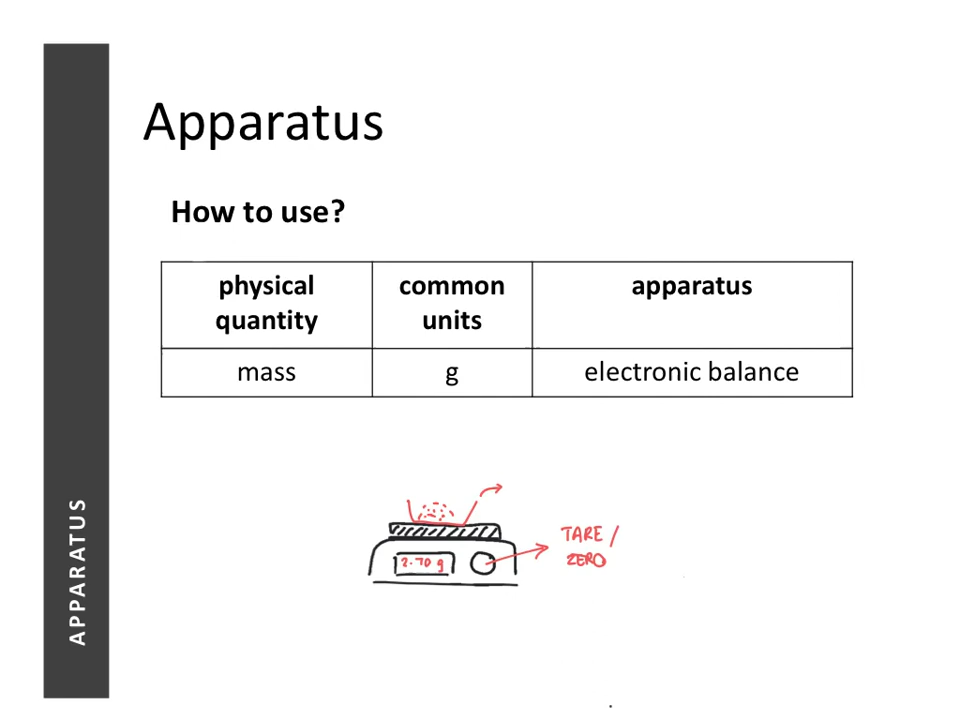 APPARATUS
Apparatus
How to use?
physical quantity
common units
apparatus
mass
g
electronic balance
TARE /
ZERO
2.70 g